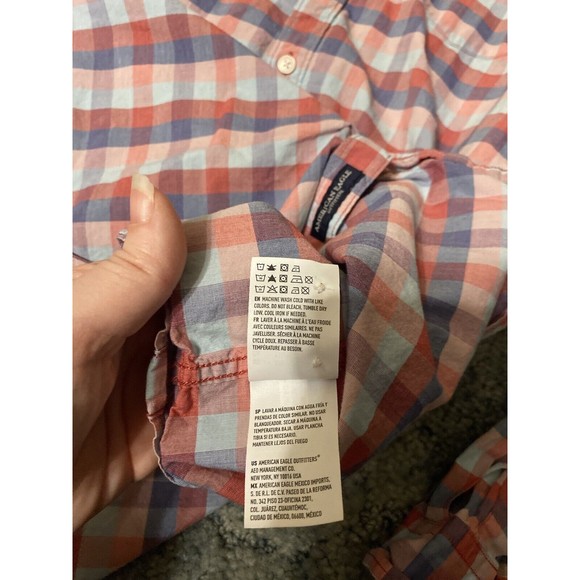 AMERICAN EAGLE
EN MACHINE WASH COLD WITH LIKE
COLORS. DO NOT BLEACH. TUMBLE DRY
LOW. COOL IRON IF NEEDED.
FR LAVER À LA MACHINE À L'EAU FROIDE
AVEC COULEURS SIMILAIRES. NE PAS
JAVELLISER. SÉCHER À LA MACHINE
CYCLE DOUX. REPASSER À BASSE
TEMPÉRATURE AU BESOIN.
SP LAVAR A MÁQUINA CON AGUA FRÍA Y
PRENDAS DE COLOR SIMILAR. NO USAR
BLANQUEADOR. SECAR A MÁQUINA A
TEMPERATURA BAJA. USAR PLANCHA
TIBIA SI ES NECESARIO.
MANTENER LEJOS DEL FUEGO
US AMERICAN EAGLE OUTFITTERS
AEO MANAGEMENT CO.
NEW YORK, NY 10016 USA
MX AMERICAN EAGLE MEXICO IMPORTS,
S. DE R.L. DE C.V. PASEO DE LA REFORMA
NO. 342 PISO 23-OFICINA 2301,
COL. JUÁREZ, CUAUHTÉMOC,
CIUDAD DE MÉXICO, 06600, MÉXICO